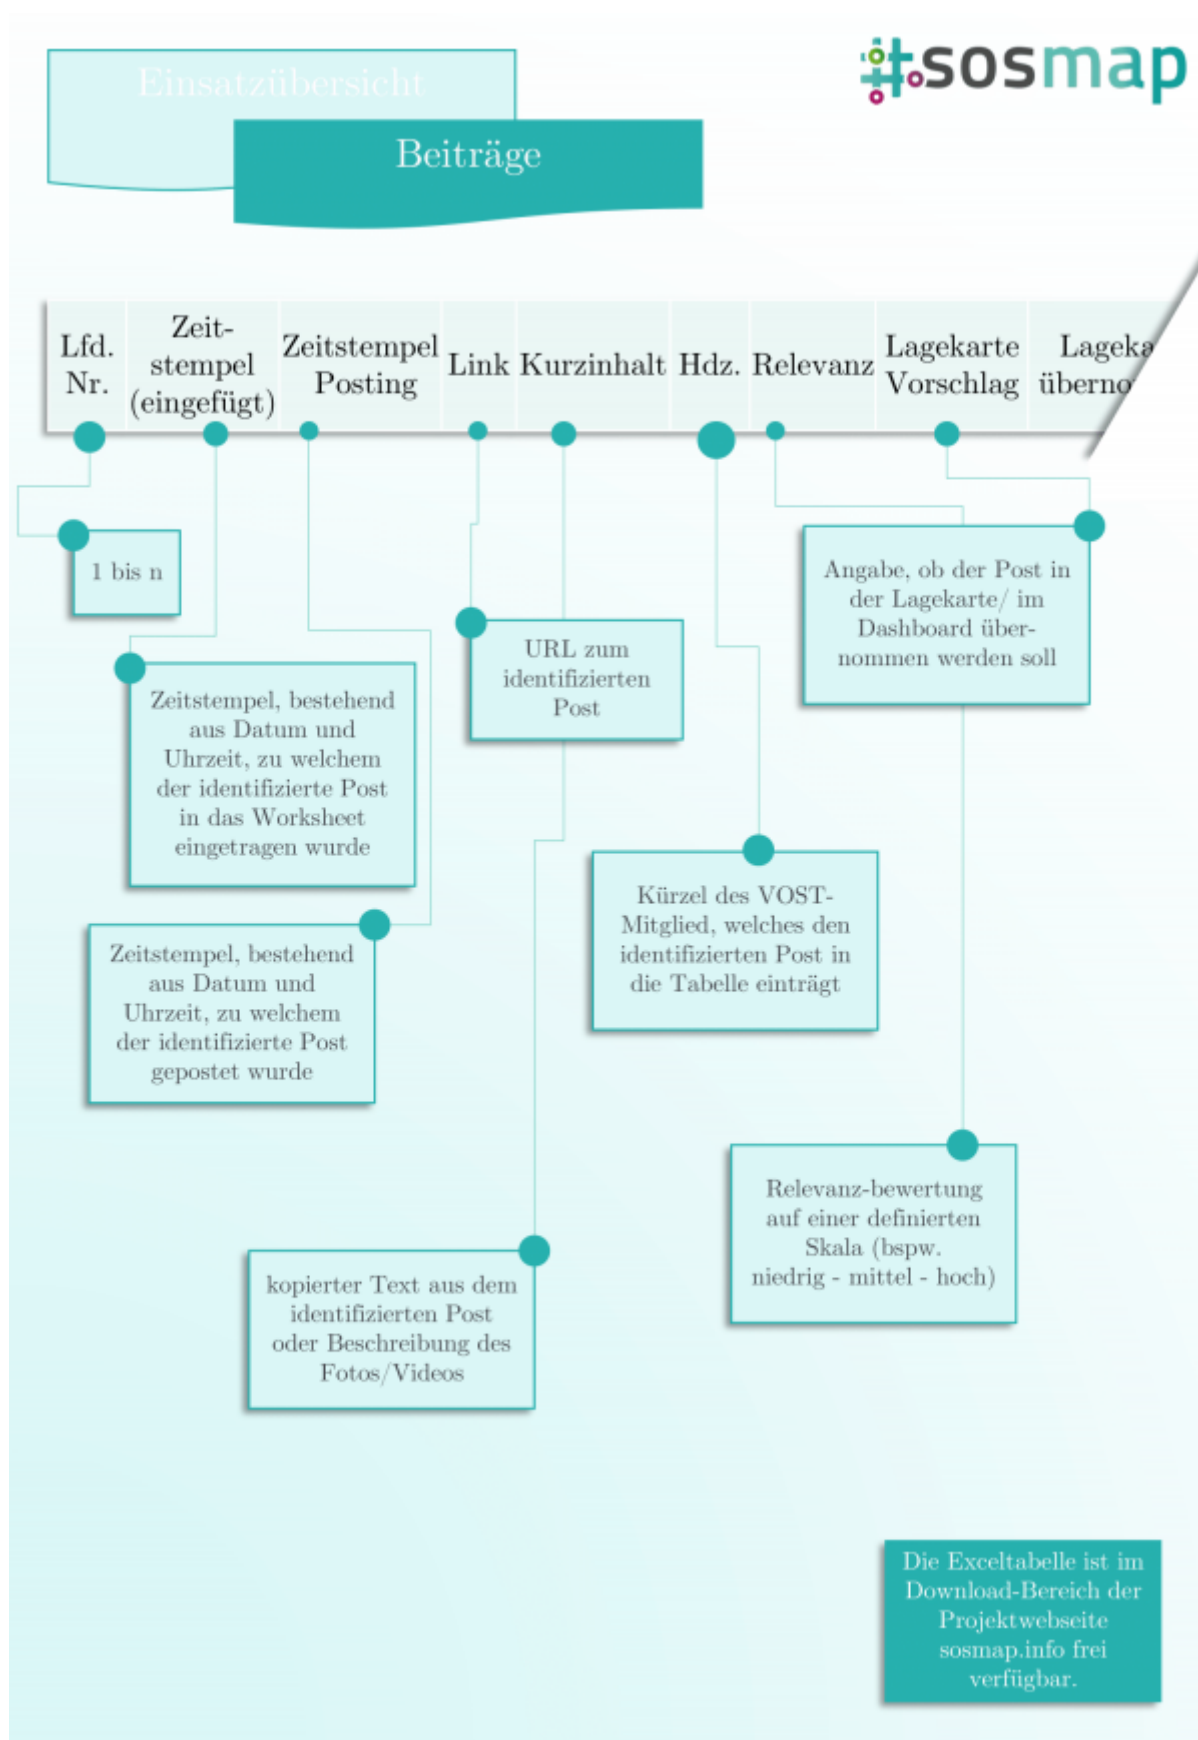 #sosmap
Einsatzübersicht
Beiträge
Lfd.
Nr.
Zeit-
stempel
(eingefügt)
Zeitstempel
Posting
Link
Kurzinhalt
Hdz.
Relevanz
Lagekarte
Vorschlag
Lageka
überno
1 bis n
Angabe, ob der Post in
der Lagekarte/ im
Dashboard über-
nommen werden soll
URL zum
identifizierten
Post
Zeitstempel, bestehend
aus Datum und
Uhrzeit, zu welchem
der identifizierte Post
in das Worksheet
eingetragen wurde
Kürzel des VOST-
Mitglied, welches den
identifizierten Post in
die Tabelle einträgt
Zeitstempel, bestehend
aus Datum und
Uhrzeit, zu welchem
der identifizierte Post
gepostet wurde
Relevanz-bewertung
auf einer definierten
Skala (bspw.
niedrig - mittel - hoch)
kopierter Text aus dem
identifizierten Post
oder Beschreibung des
Fotos/Videos
Die Exceltabelle ist im
Download-Bereich der
Projektwebseite
sosmap.info frei
verfügbar.